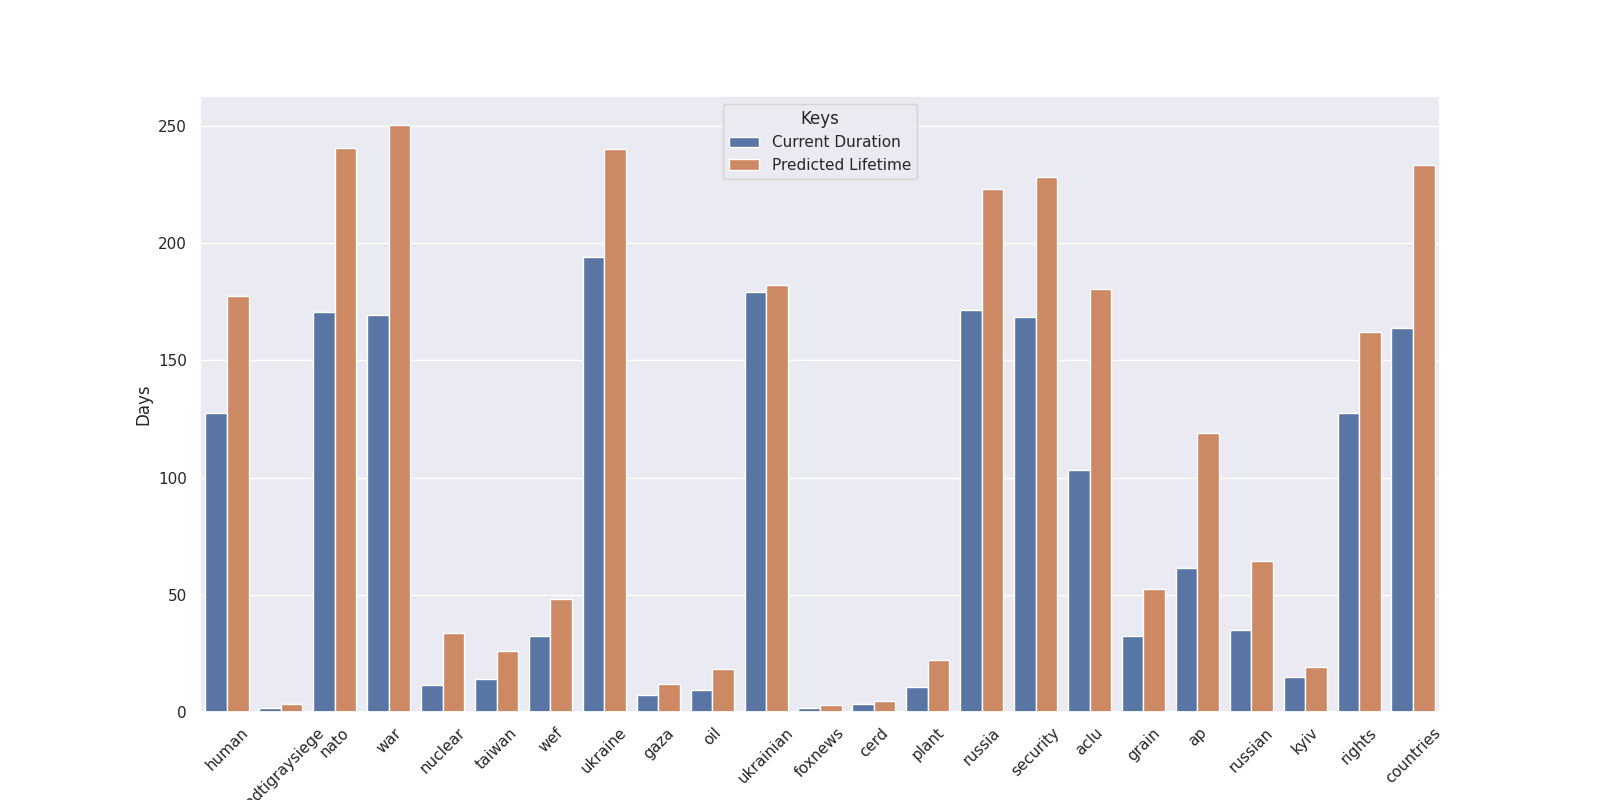 Keys
Current Duration
Predicted Lifetime
Days
250
200
150
100
50
0
human
nato
war
nuclear
taiwan
wef
ukraine
gaza
oil
ukrainian
foxnews
cerd
plant
russia
security
aclu
grain
ap
russian
kyiv
rights
countries